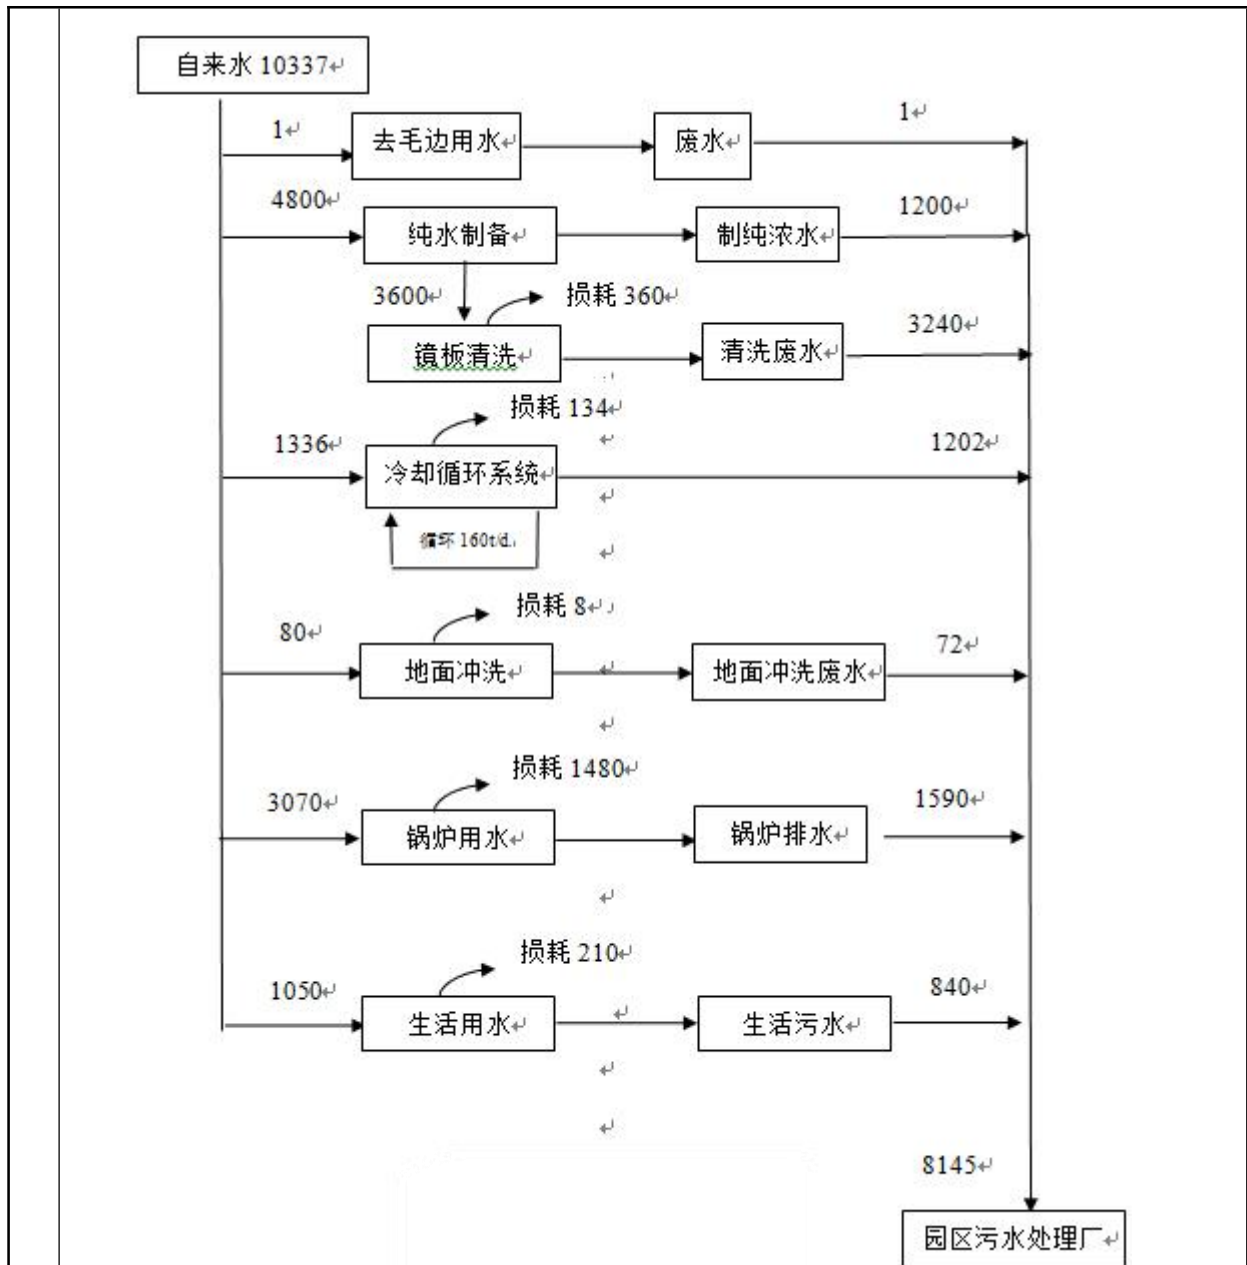 自来水 10337
1
去毛边用水
废水
1
4800
纯水制备
制纯浓水
1200
3600
损耗 360
镜板清洗
清洗废水
3240
损耗 134
1336
冷却循环系统
1202
循环 160t/d
损耗 8
80
地面冲洗
地面冲洗废水
72
损耗 1480
3070
锅炉用水
锅炉排水
1590
损耗 210
1050
生活用水
生活污水
840
8145
园区污水处理厂